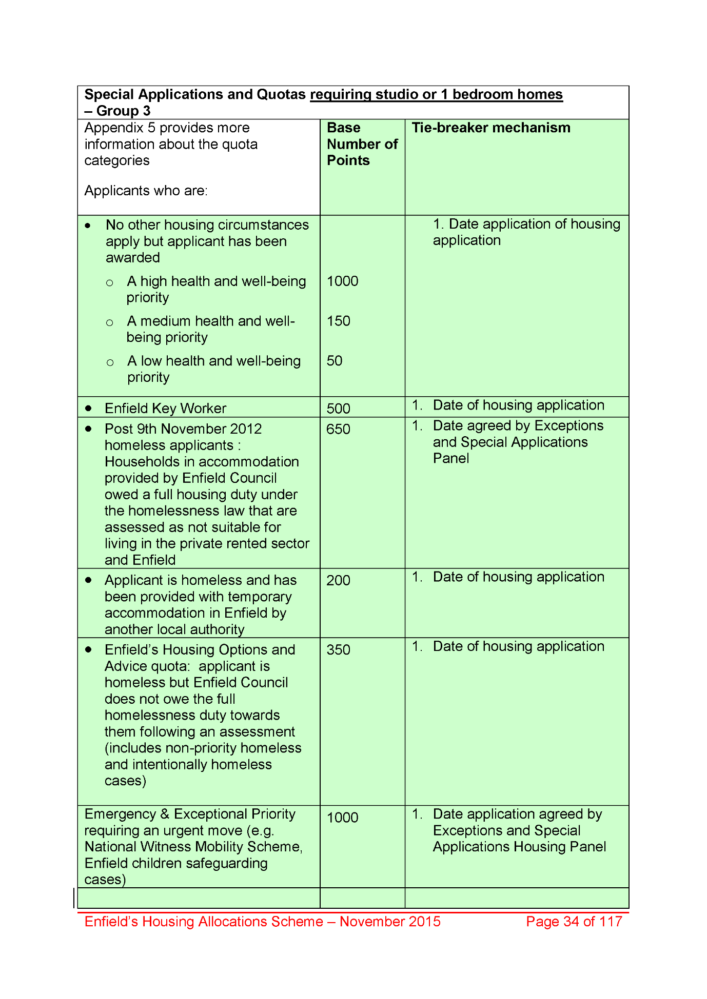 Special Applications and Quotas requiring studio or 1 bedroom homes
– Group 3
Appendix 5 provides more
information about the quota
categories
Applicants who are:
Base
Number of
Points
Tie-breaker mechanism
• No other housing circumstances
apply but applicant has been
awarded
o A high health and well-being
priority
1000
o A medium health and well-
being priority
150
o A low health and well-being
priority
50
1. Date application of housing
application
• Enfield Key Worker
500
1. Date of housing application
• Post 9th November 2012
homeless applicants :
Households in accommodation
provided by Enfield Council
owed a full housing duty under
the homelessness law that are
assessed as not suitable for
living in the private rented sector
and Enfield
650
1. Date agreed by Exceptions
and Special Applications
Panel
• Applicant is homeless and has
been provided with temporary
accommodation in Enfield by
another local authority
200
1. Date of housing application
• Enfield’s Housing Options and
Advice quota: applicant is
homeless but Enfield Council
does not owe the full
homelessness duty towards
them following an assessment
(includes non-priority homeless
and intentionally homeless
cases)
350
1. Date of housing application
Emergency & Exceptional Priority
requiring an urgent move (e.g.
National Witness Mobility Scheme,
Enfield children safeguarding
cases)
1000
1. Date application agreed by
Exceptions and Special
Applications Housing Panel
Enfield’s Housing Allocations Scheme – November 2015 Page 34 of 117